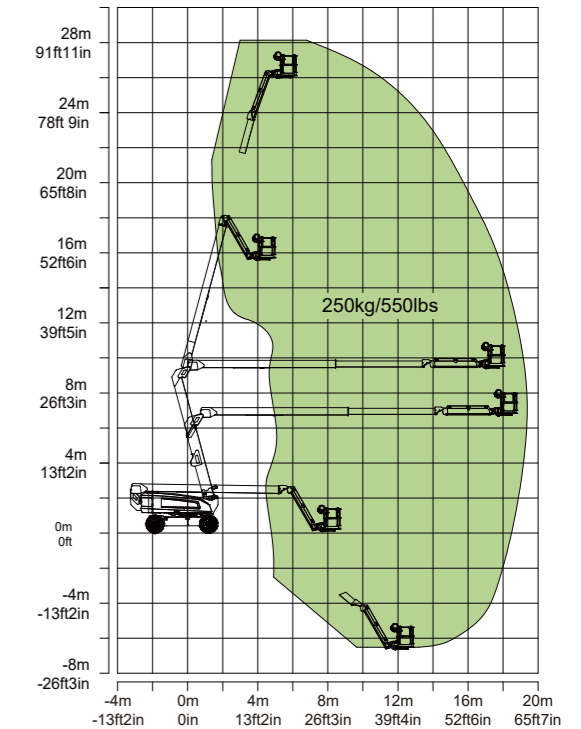 28m
91ft11in
24m
78ft 9in
20m
65ft8in
16m
52ft6in
250kg/550lbs
12m
39ft5in
8m
26ft3in
4m
13ft2in
0m
0ft
-4m
-13ft2in
-8m
-26ft3in
-4m 0m 4m 8m 12m 16m 20m
-13ft2in 0in 13ft2in 26ft3in 39ft4in 52ft6in 65ft7in